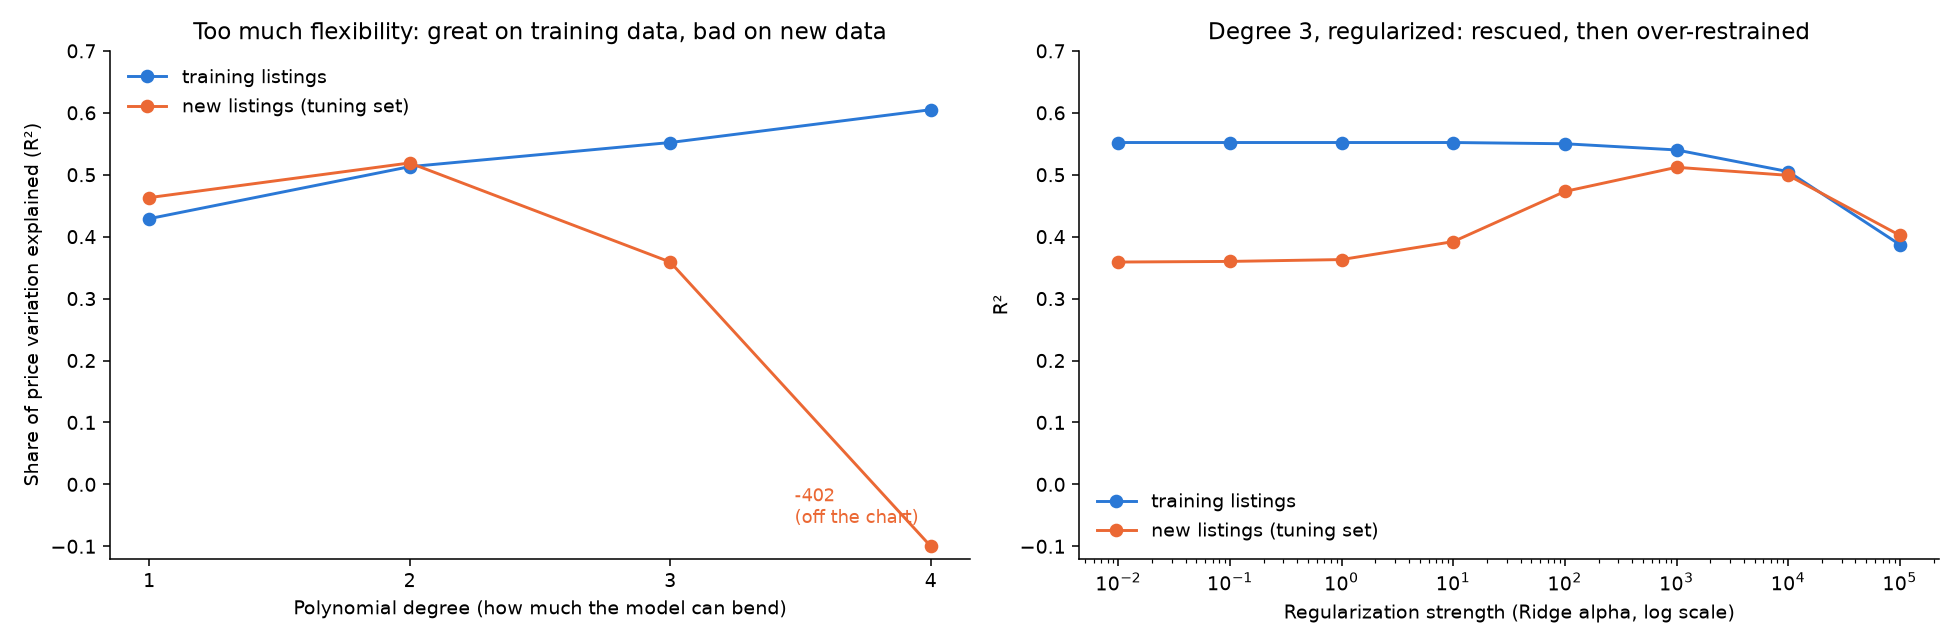 Too much flexibility: great on training data, bad on new data
training listings
new listings (tuning set)
Share of price variation explained (R²)
0.7
0.6
0.5
0.4
0.3
0.2
0.1
0.0
−0.1
-402
(off the chart)
1 2 3 4
Polynomial degree (how much the model can bend)
Degree 3, regularized: rescued, then over-restrained
R²
0.7
0.6
0.5
0.4
0.3
0.2
0.1
0.0
−0.1
training listings
new listings (tuning set)
10⁻² 10⁻¹ 10⁰ 10¹ 10² 10³ 10⁴ 10⁵
Regularization strength (Ridge alpha, log scale)